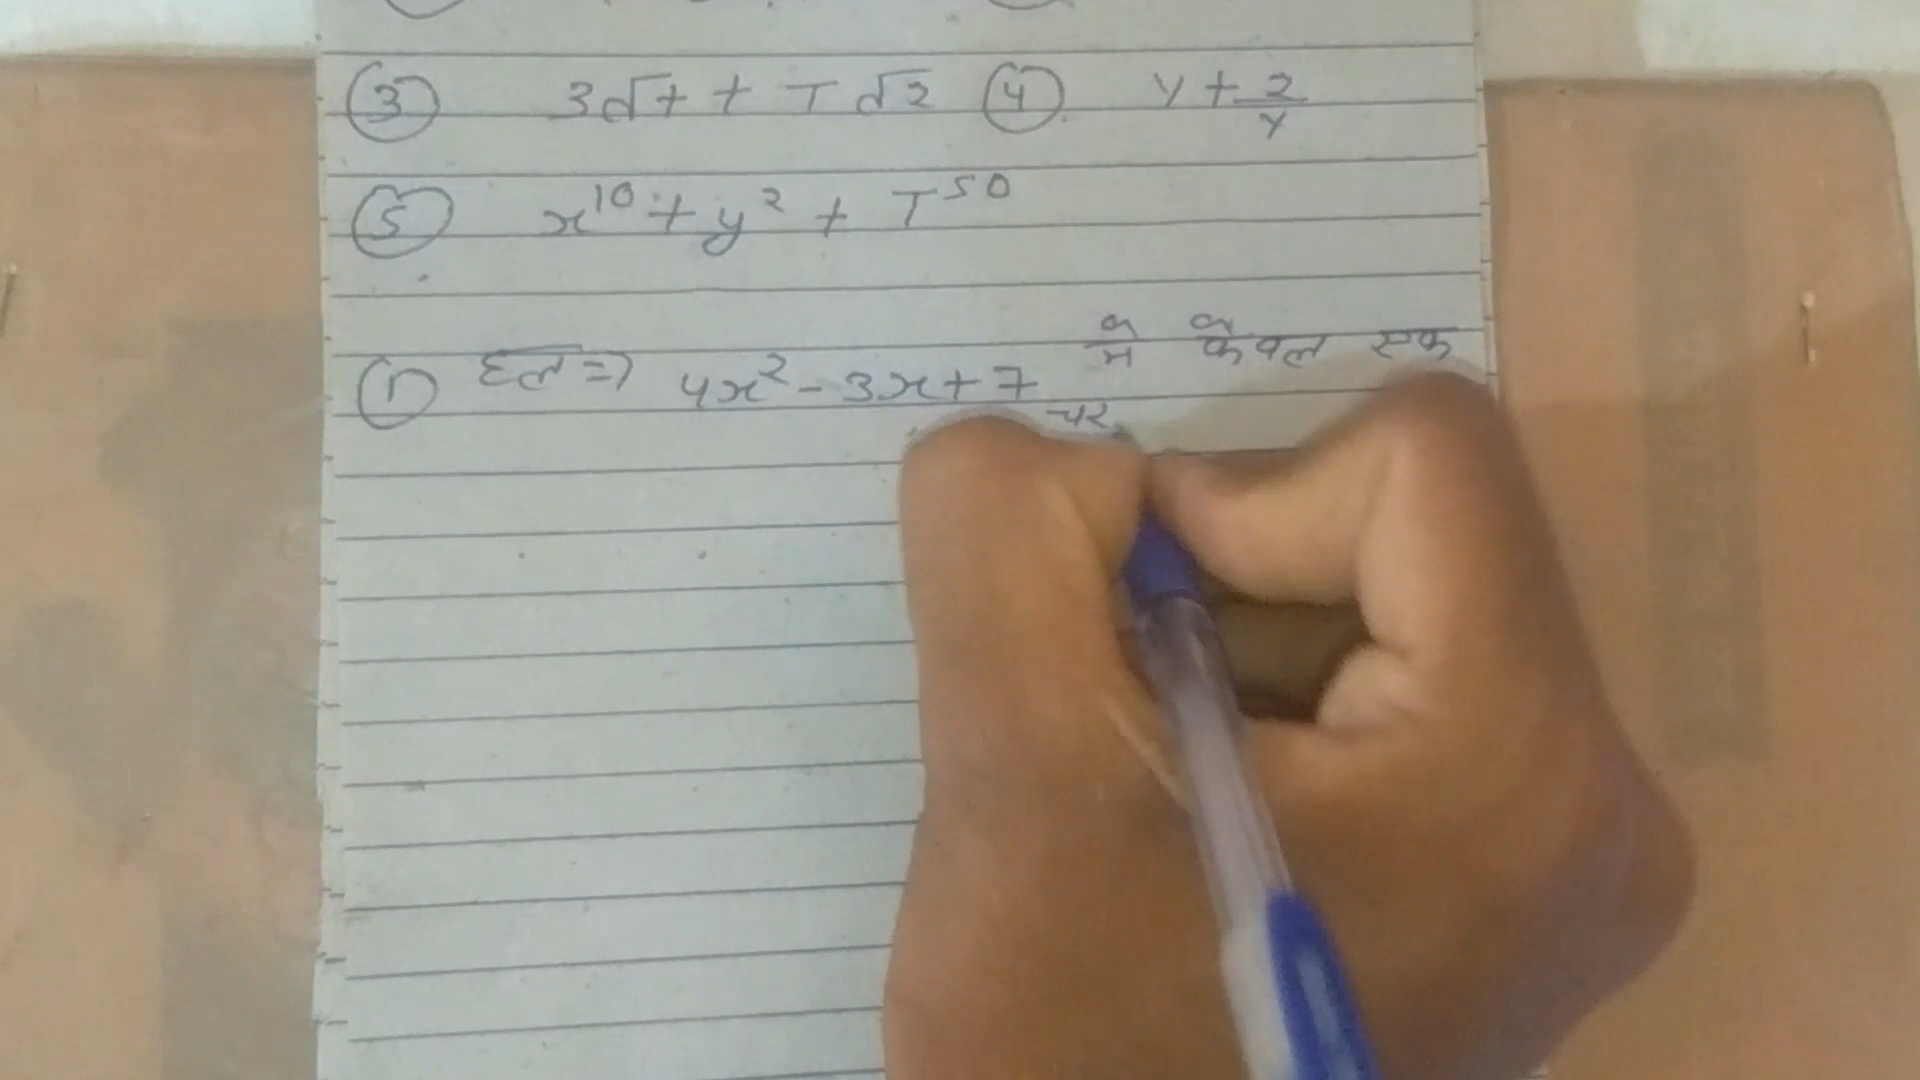 ③ 3√t + T√2 ④ y + 2/y
⑤ x¹⁰ + y² + T⁵⁰
① हल ⇒ 4x² - 3x + 7 में केवल एक
चर